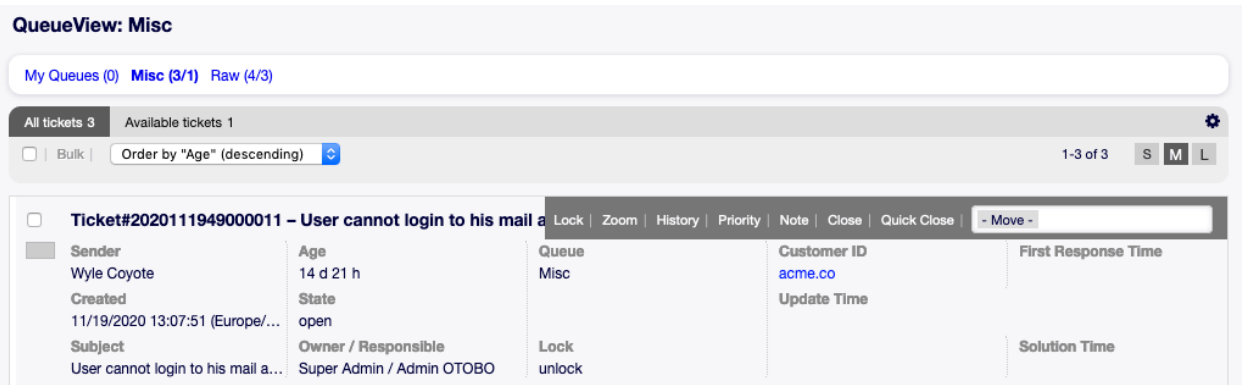 QueueView: Misc
My Queues (0) Misc (3/1) Raw (4/3)
All tickets 3 Available tickets 1
| Bulk | Order by "Age" (descending) 1-3 of 3 S M L
Ticket#2020111949000011 – User cannot login to his mail a Lock | Zoom | History | Priority | Note | Close | Quick Close | - Move -
Sender Age Queue Customer ID First Response Time
Wyle Coyote 14 d 21 h Misc acme.co
Created State Update Time
11/19/2020 13:07:51 (Europe/... open
Subject Owner / Responsible Lock Solution Time
User cannot login to his mail a... Super Admin / Admin OTOBO unlock